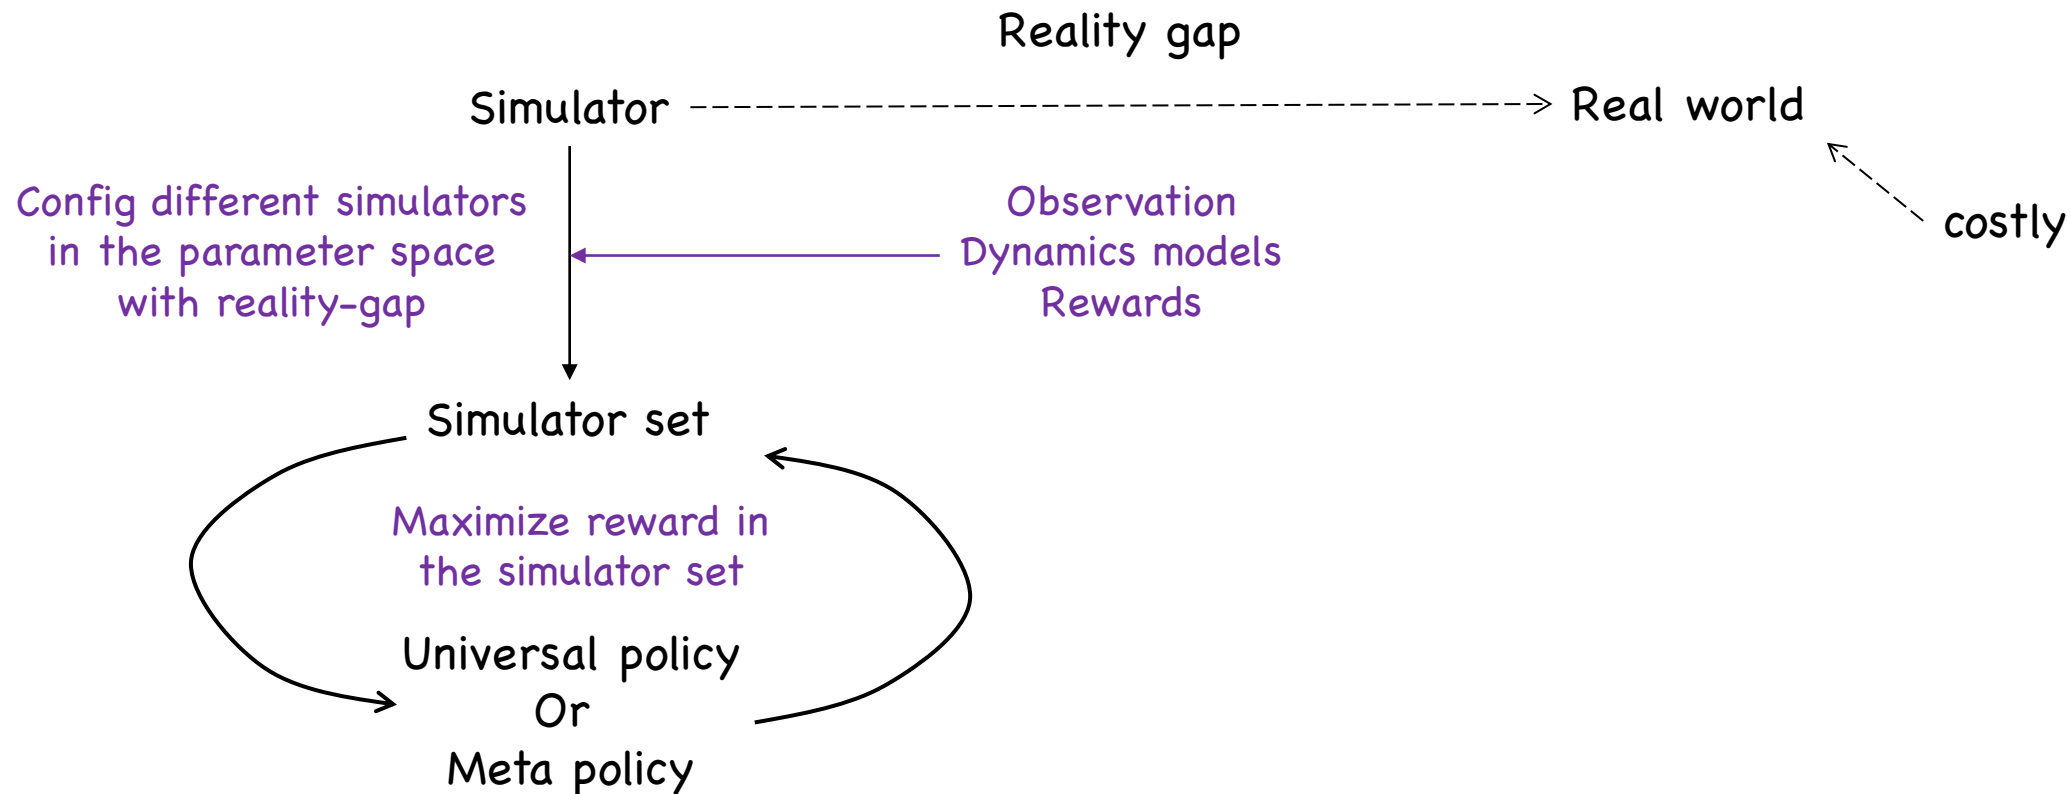 Reality gap
Simulator
Real world
Config different simulators
in the parameter space
with reality-gap
Observation
Dynamics models
Rewards
costly
Simulator set
Maximize reward in
the simulator set
Universal policy
Or
Meta policy